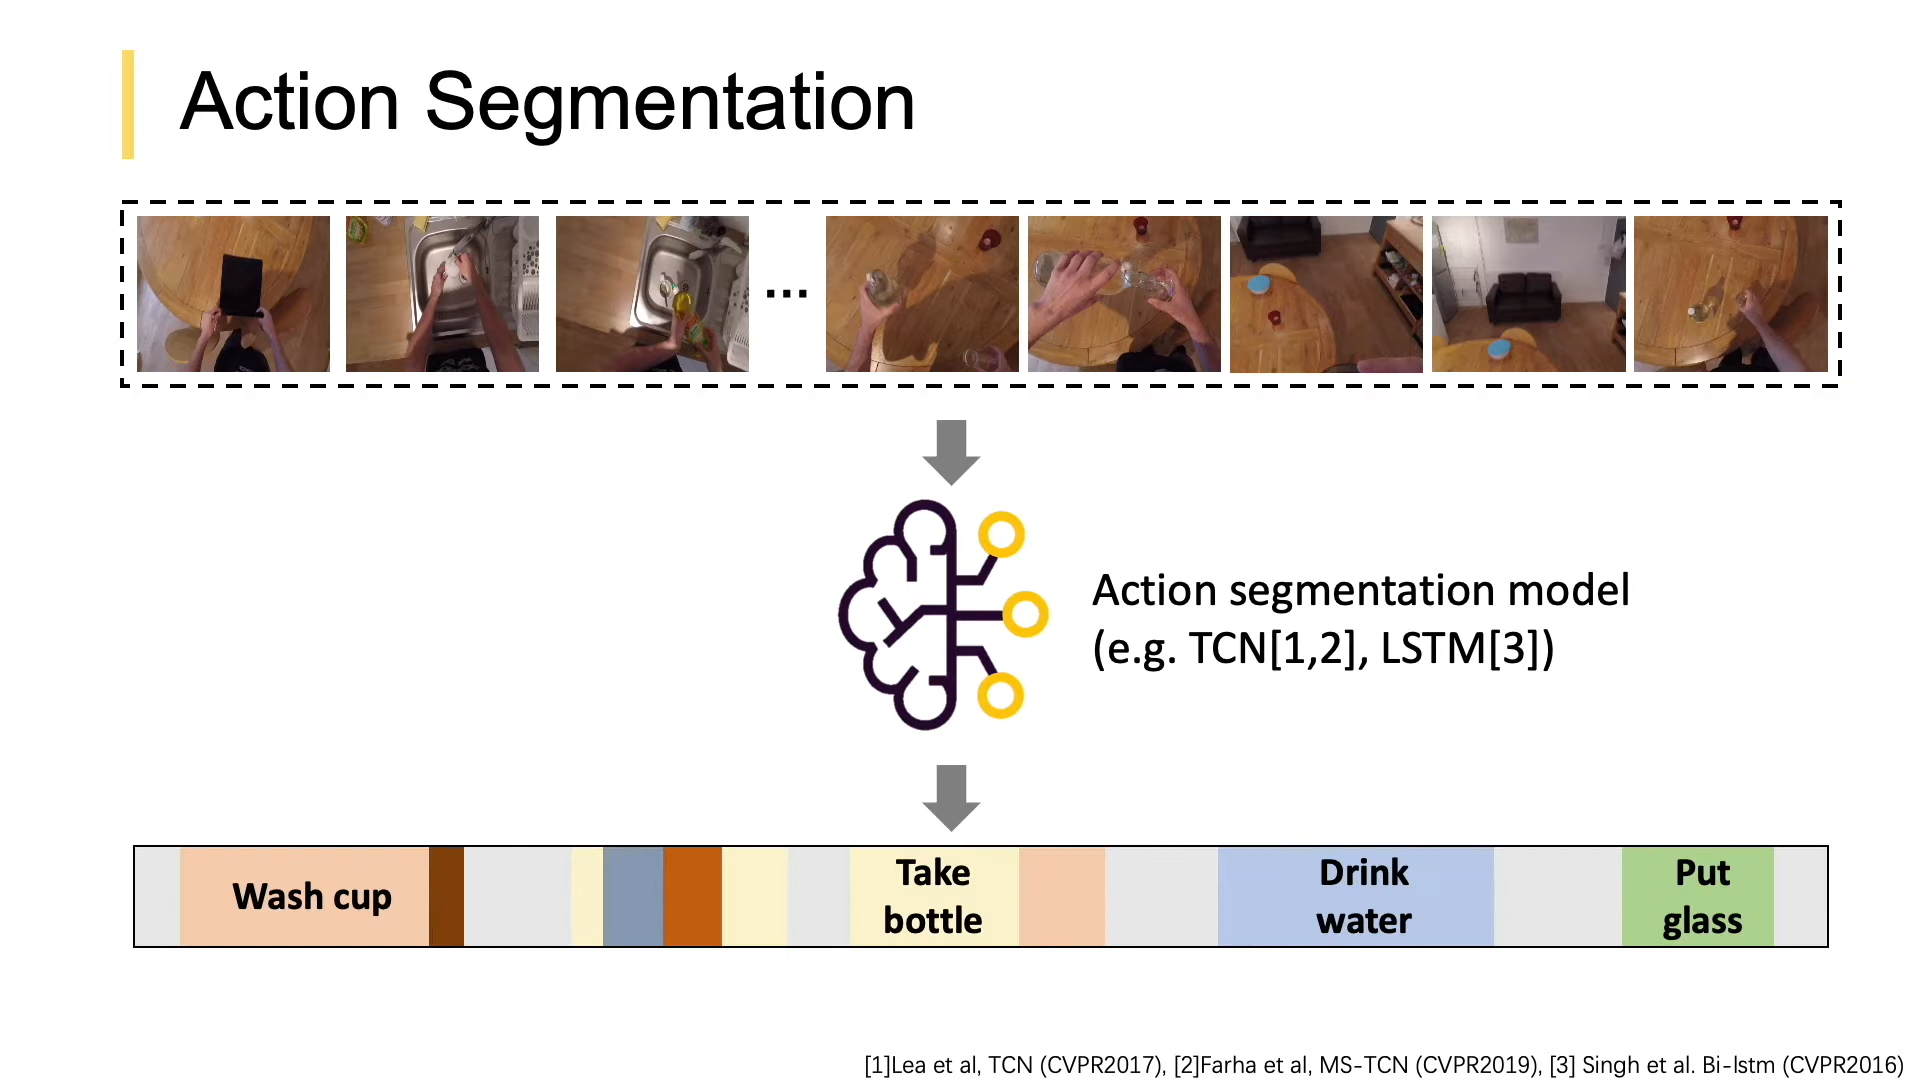 Action Segmentation
...
Action segmentation model
(e.g. TCN[1,2], LSTM[3])
Wash cup
Take
bottle
Drink
water
Put
glass
[1]Lea et al, TCN (CVPR2017), [2]Farha et al, MS-TCN (CVPR2019), [3] Singh et al. Bi-lstm (CVPR2016)